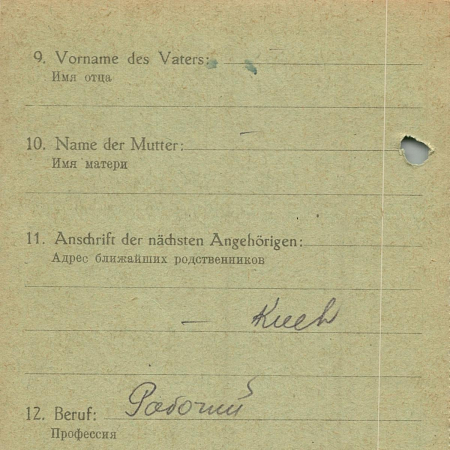 9. Vorname des Vaters:
Имя отца
10. Name der Mutter: —
Имя матери
11. Anschrift der nächsten Angehörigen:
Адрес ближайших родственников
— Киев
12. Beruf: Рабочий
Профессия